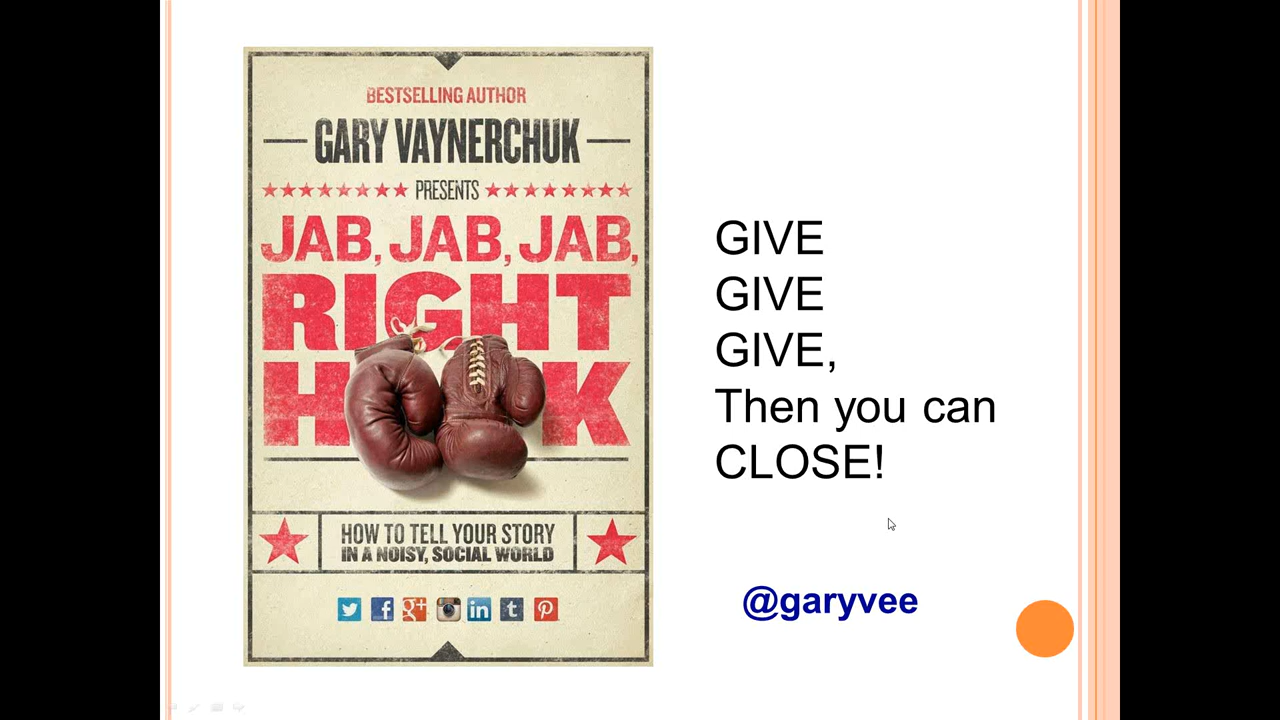 BESTSELLING AUTHOR
GARY VAYNERCHUK
PRESENTS
JAB, JAB, JAB,
RIGHT
HOOK
HOW TO TELL YOUR STORY
IN A NOISY, SOCIAL WORLD
GIVE
GIVE
GIVE,
Then you can
CLOSE!
@garyvee